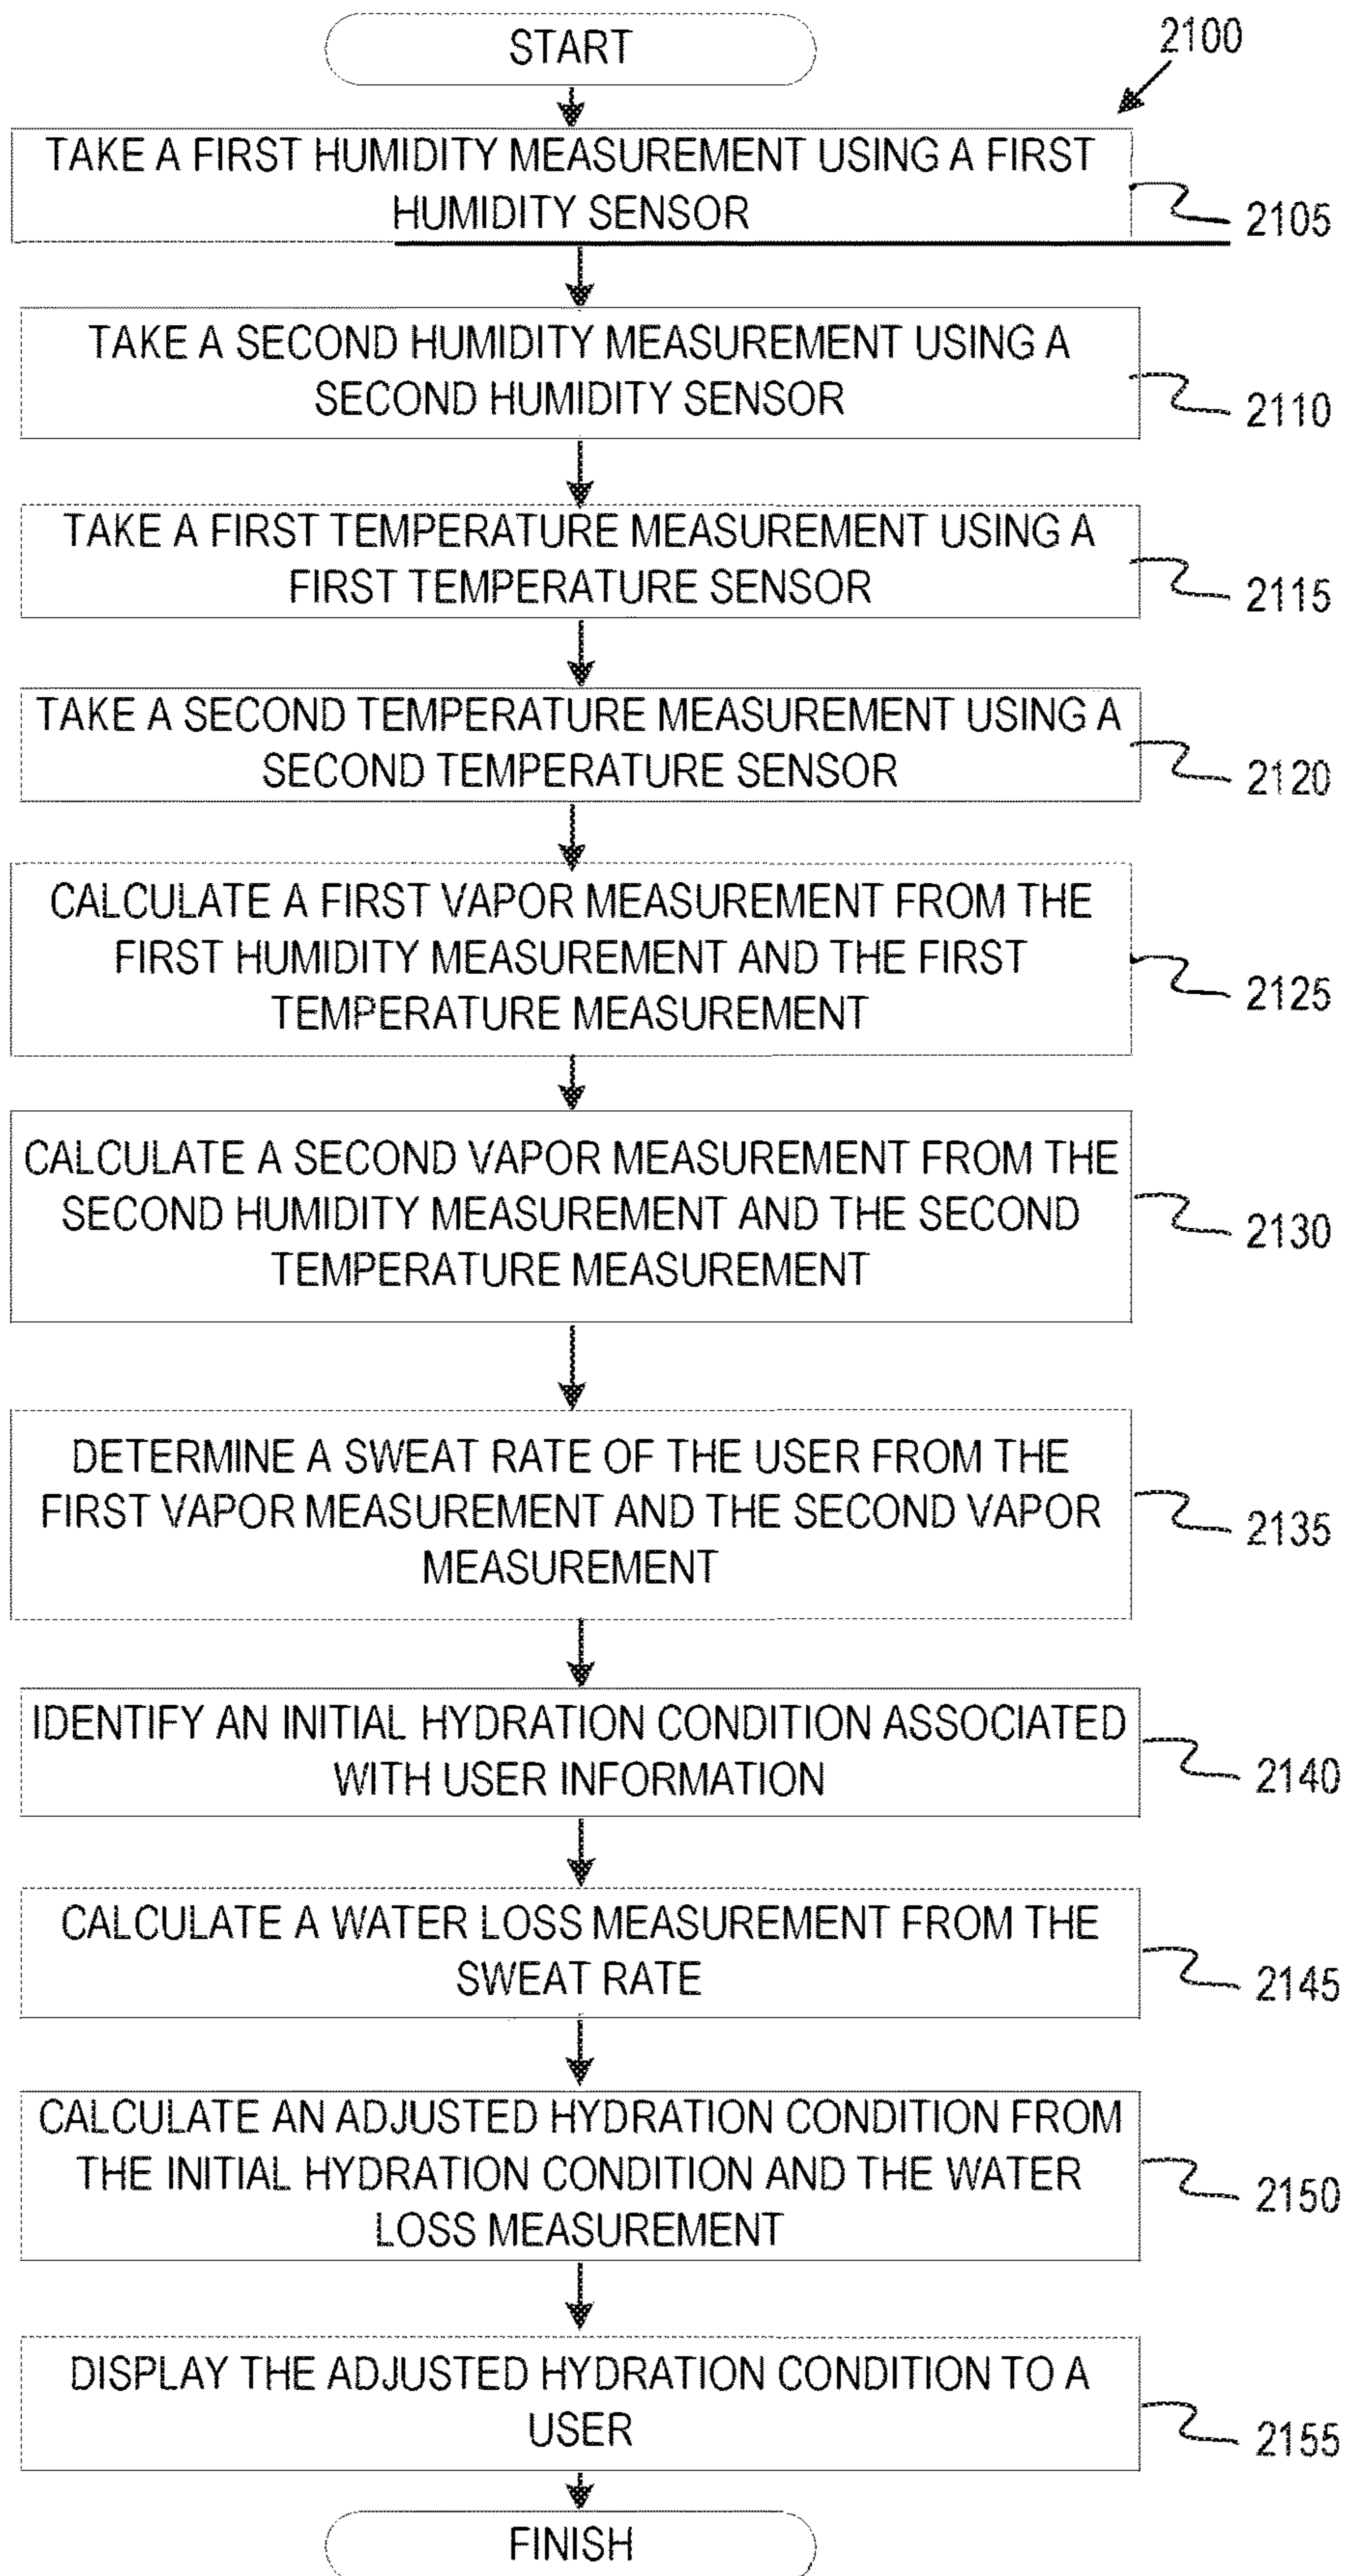 START
2100
TAKE A FIRST HUMIDITY MEASUREMENT USING A FIRST
HUMIDITY SENSOR
2105
TAKE A SECOND HUMIDITY MEASUREMENT USING A
SECOND HUMIDITY SENSOR
2110
TAKE A FIRST TEMPERATURE MEASUREMENT USING A
FIRST TEMPERATURE SENSOR
2115
TAKE A SECOND TEMPERATURE MEASUREMENT USING A
SECOND TEMPERATURE SENSOR
2120
CALCULATE A FIRST VAPOR MEASUREMENT FROM THE
FIRST HUMIDITY MEASUREMENT AND THE FIRST
TEMPERATURE MEASUREMENT
2125
CALCULATE A SECOND VAPOR MEASUREMENT FROM THE
SECOND HUMIDITY MEASUREMENT AND THE SECOND
TEMPERATURE MEASUREMENT
2130
DETERMINE A SWEAT RATE OF THE USER FROM THE
FIRST VAPOR MEASUREMENT AND THE SECOND VAPOR
MEASUREMENT
2135
IDENTIFY AN INITIAL HYDRATION CONDITION ASSOCIATED
WITH USER INFORMATION
2140
CALCULATE A WATER LOSS MEASUREMENT FROM THE
SWEAT RATE
2145
CALCULATE AN ADJUSTED HYDRATION CONDITION FROM
THE INITIAL HYDRATION CONDITION AND THE WATER
LOSS MEASUREMENT
2150
DISPLAY THE ADJUSTED HYDRATION CONDITION TO A
USER
2155
FINISH